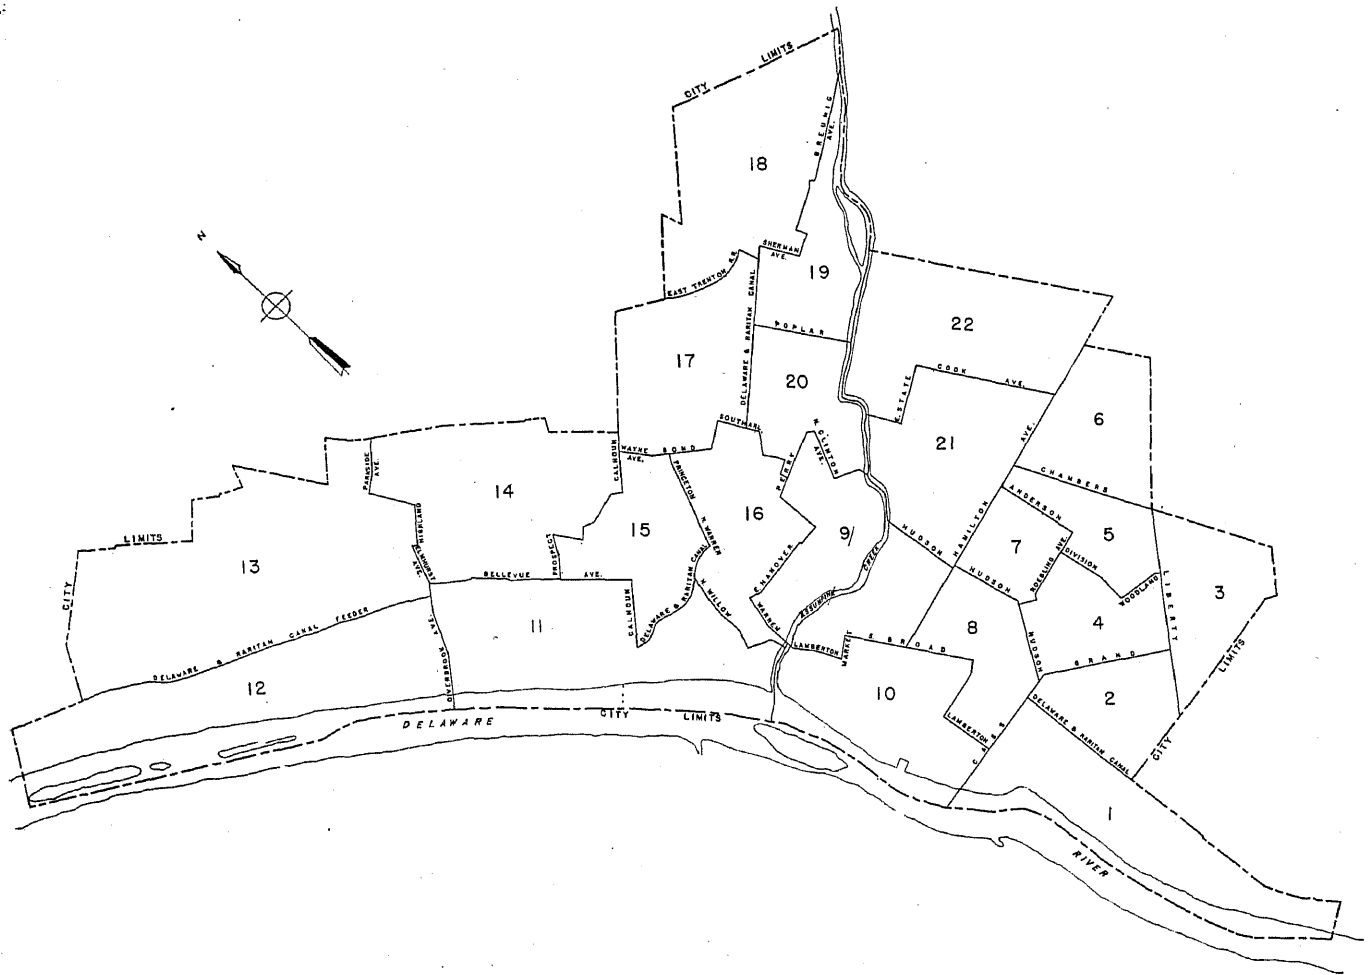 CITY LIMITS
BREUNIG AVE.
18
N
SHERMAN AVE.
19
EAST TRENTON R.R.
DELAWARE & RARITAN CANAL
22
POPLAR
17
20
COOK AVE.
N. STATE
6
SOUTHARD
N. CLINTON AVE.
21
AVE.
CALHOUN
WAYNE AVE.
BOND
PERRY
PARKSIDE AVE.
14
PRINCETON
CHAMBERS
ANDERSON
15
16
9
HUDSON
HAMILTON
7
5
3
HIGHLAND
LIMITS
CITY
13
N. WARREN
ROEBLING AVE.
DIVISION
ELMHURST AVE.
PROSPECT
BELLEVUE AVE.
E. HANOVER
CREEK
HUDSON
WOODLAND
LIBERTY
DELAWARE & RARITAN CANAL FEEDER
CALHOUN
DELAWARE & RARITAN CANAL
N. WILLOW
WARREN
ASSUNPINK
11
8
4
LAMBERTON
MARKET
S. BROAD
HUDSON
GRAND
LIMITS
12
RIVERBROOK AVE.
10
2
DELAWARE
CITY LIMITS
LAMBERTON
CASS
DELAWARE & RARITAN CANAL
CITY
1
RIVER